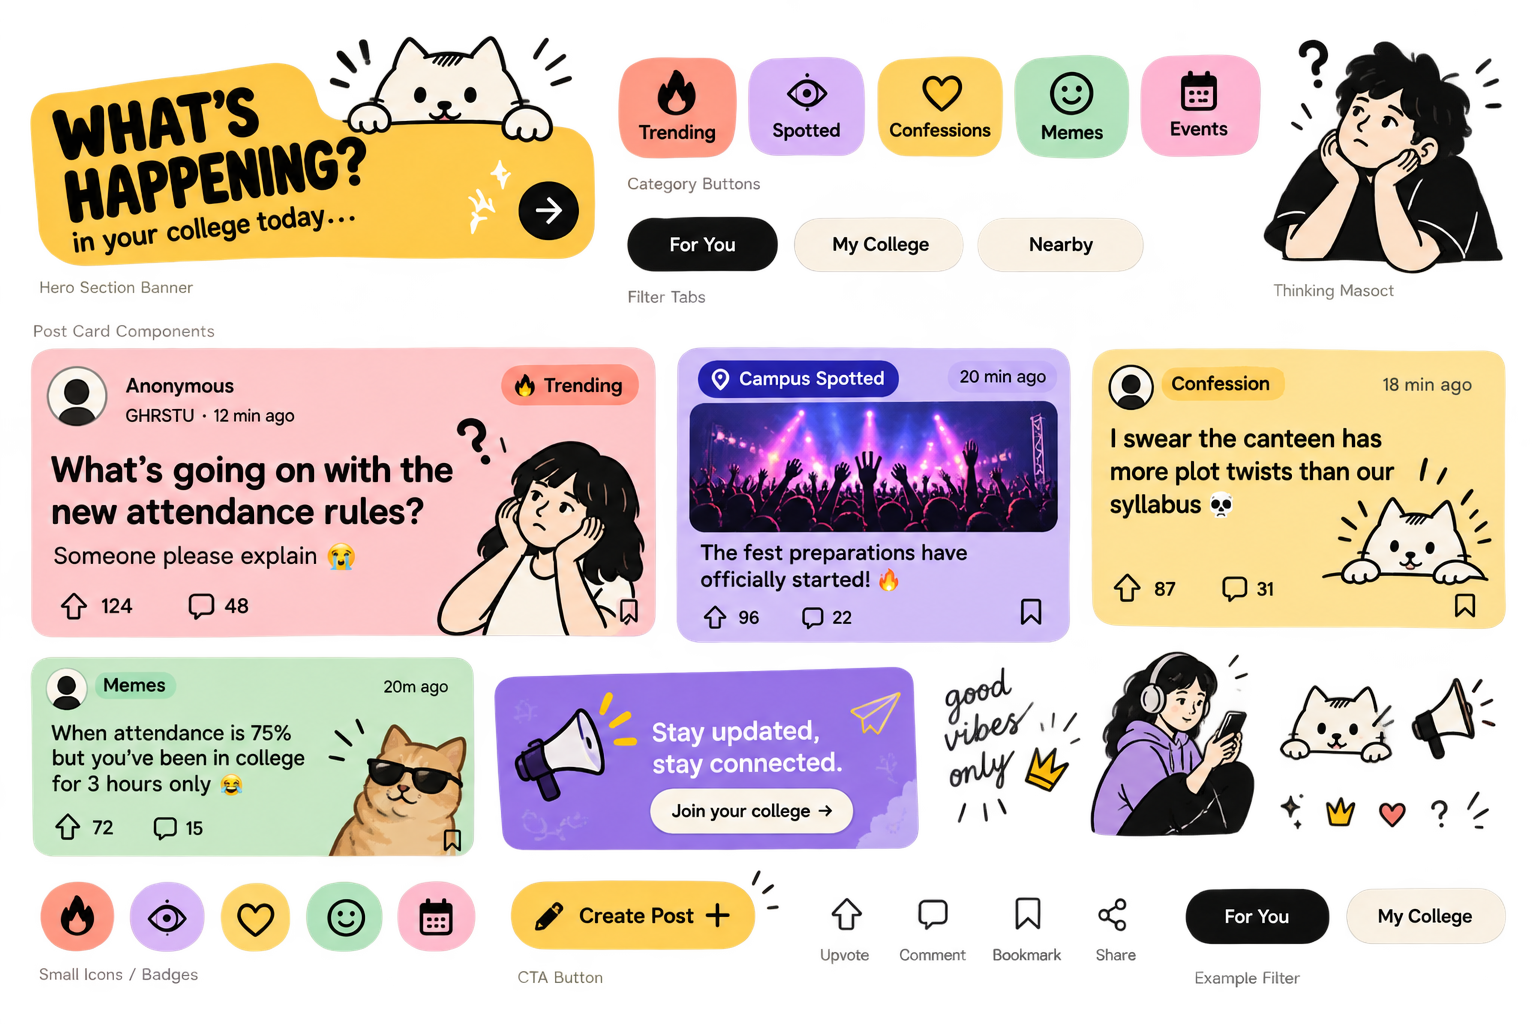 WHAT'S
HAPPENING?
in your college today...
Hero Section Banner
Trending
Spotted
Confessions
Memes
Events
Category Buttons
For You
My College
Nearby
Filter Tabs
?
Thinking Masoct
Post Card Components
Anonymous
GHRSTU · 12 min ago
🔥 Trending
?
What's going on with the
new attendance rules?
Someone please explain 😭
124
48
Campus Spotted
20 min ago
The fest preparations have
officially started! 🔥
96
22
Confession
18 min ago
I swear the canteen has
more plot twists than our
syllabus 💀
87
31
Memes
20m ago
When attendance is 75%
but you've been in college
for 3 hours only 😂
72
15
Stay updated,
stay connected.
Join your college →
good
vibes
only
?
Small Icons / Badges
Create Post +
CTA Button
Upvote
Comment
Bookmark
Share
For You
My College
Example Filter